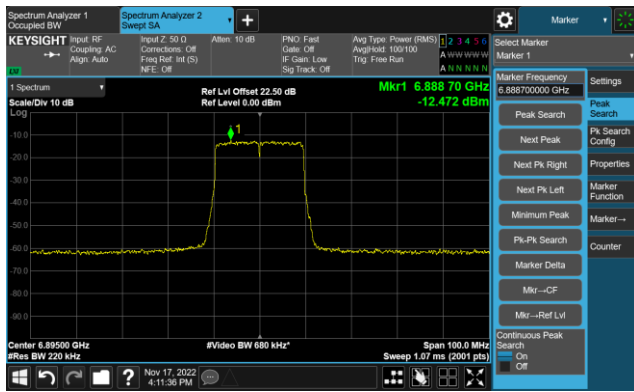 Spectrum Analyzer 1
Occupied BW
Spectrum Analyzer 2
Swept SA
Marker
KEYSIGHT
Input: RF
Coupling: AC
Align: Auto
Input Z: 50 Ω
Corrections: Off
Freq Ref: Int (S)
NFE: Off
Atten: 10 dB
PNO: Fast
Gate: Off
IF Gain: Low
Sig Track: Off
Avg Type: Power (RMS)
Avg|Hold: 100/100
Trig: Free Run
1 2 3 4 5 6
A W W W W W
A N N N N N
LXI
Select Marker
Marker 1
1 Spectrum
Scale/Div 10 dB
Log
Ref Lvl Offset 22.50 dB
Ref Level 0.00 dBm
Mkr1 6.888 70 GHz
-12.472 dBm
1
-10.0
-20.0
-30.0
-40.0
-50.0
-60.0
-70.0
-80.0
-90.0
Center 6.89500 GHz
#Res BW 220 kHz
#Video BW 680 kHz*
Span 100.0 MHz
Sweep 1.07 ms (2001 pts)
Marker Frequency
6.888700000 GHz
Peak Search
Next Peak
Next Pk Right
Next Pk Left
Minimum Peak
Pk-Pk Search
Marker Delta
Mkr→CF
Mkr→Ref Lvl
Continuous Peak
Search
On
Off
Settings
Peak
Search
Pk Search
Config
Properties
Marker
Function
Marker→
Counter
?
Nov 17, 2022
4:11:36 PM